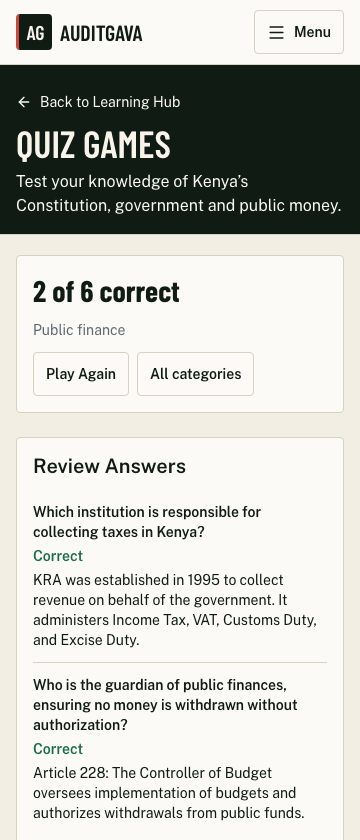 AG AUDITGAVA
Menu
Back to Learning Hub
QUIZ GAMES
Test your knowledge of Kenya’s
Constitution, government and public money.
2 of 6 correct
Public finance
Play Again
All categories
Review Answers
Which institution is responsible for
collecting taxes in Kenya?
Correct
KRA was established in 1995 to collect
revenue on behalf of the government. It
administers Income Tax, VAT, Customs Duty,
and Excise Duty.
Who is the guardian of public finances,
ensuring no money is withdrawn without
authorization?
Correct
Article 228: The Controller of Budget
oversees implementation of budgets and
authorizes withdrawals from public funds.